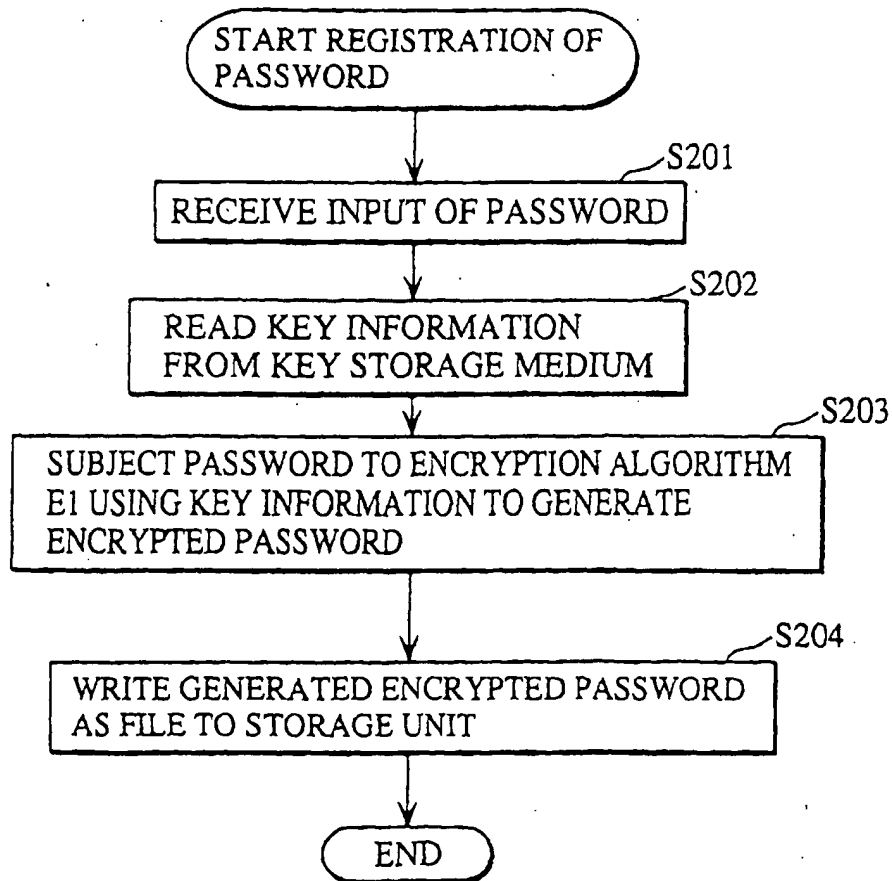 START REGISTRATION OF
PASSWORD
S201
RECEIVE INPUT OF PASSWORD
S202
READ KEY INFORMATION
FROM KEY STORAGE MEDIUM
S203
SUBJECT PASSWORD TO ENCRYPTION ALGORITHM
E1 USING KEY INFORMATION TO GENERATE
ENCRYPTED PASSWORD
S204
WRITE GENERATED ENCRYPTED PASSWORD
AS FILE TO STORAGE UNIT
END